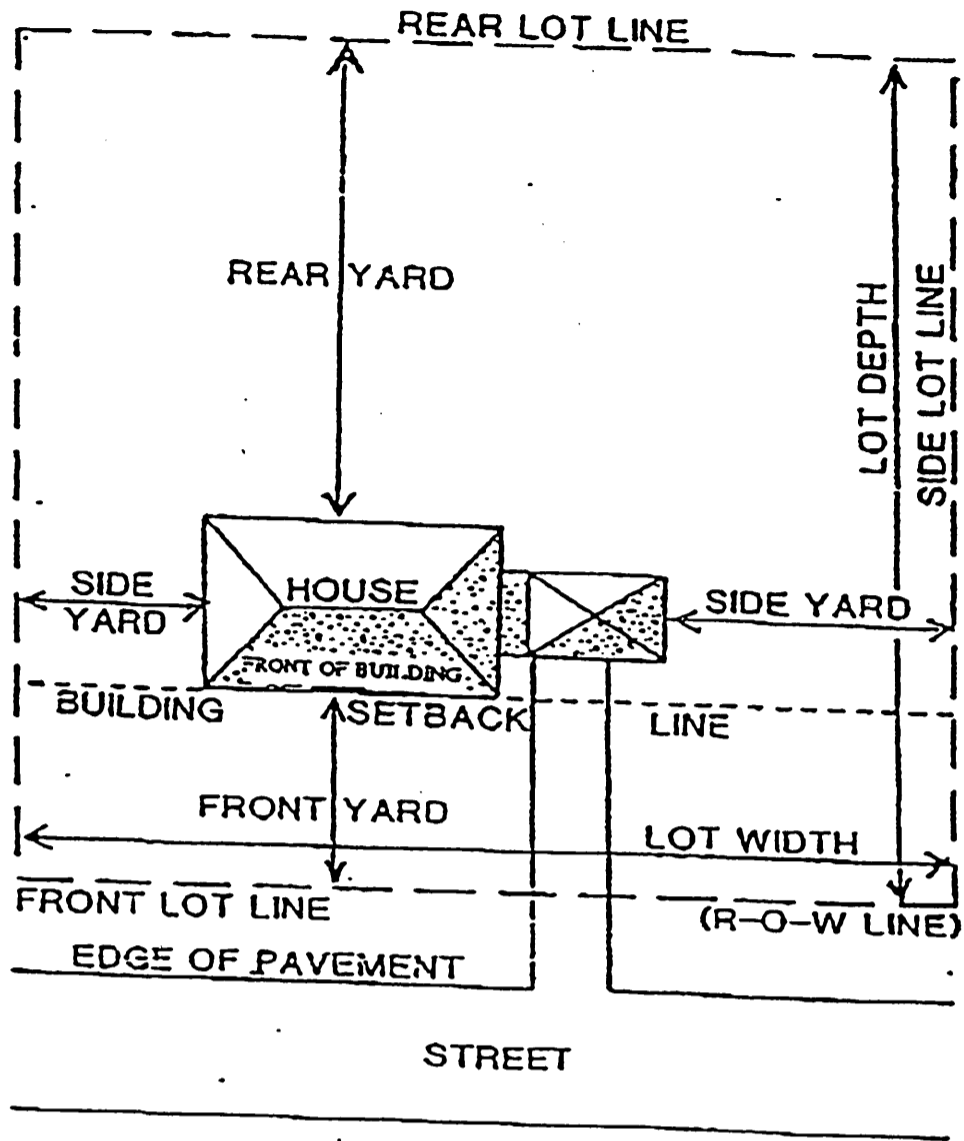 REAR LOT LINE
REAR YARD
LOT DEPTH
SIDE LOT LINE
SIDE
YARD
HOUSE
FRONT OF BUILDING
SIDE YARD
BUILDING SETBACK LINE
FRONT YARD
LOT WIDTH
FRONT LOT LINE
(R-O-W LINE)
EDGE OF PAVEMENT
STREET